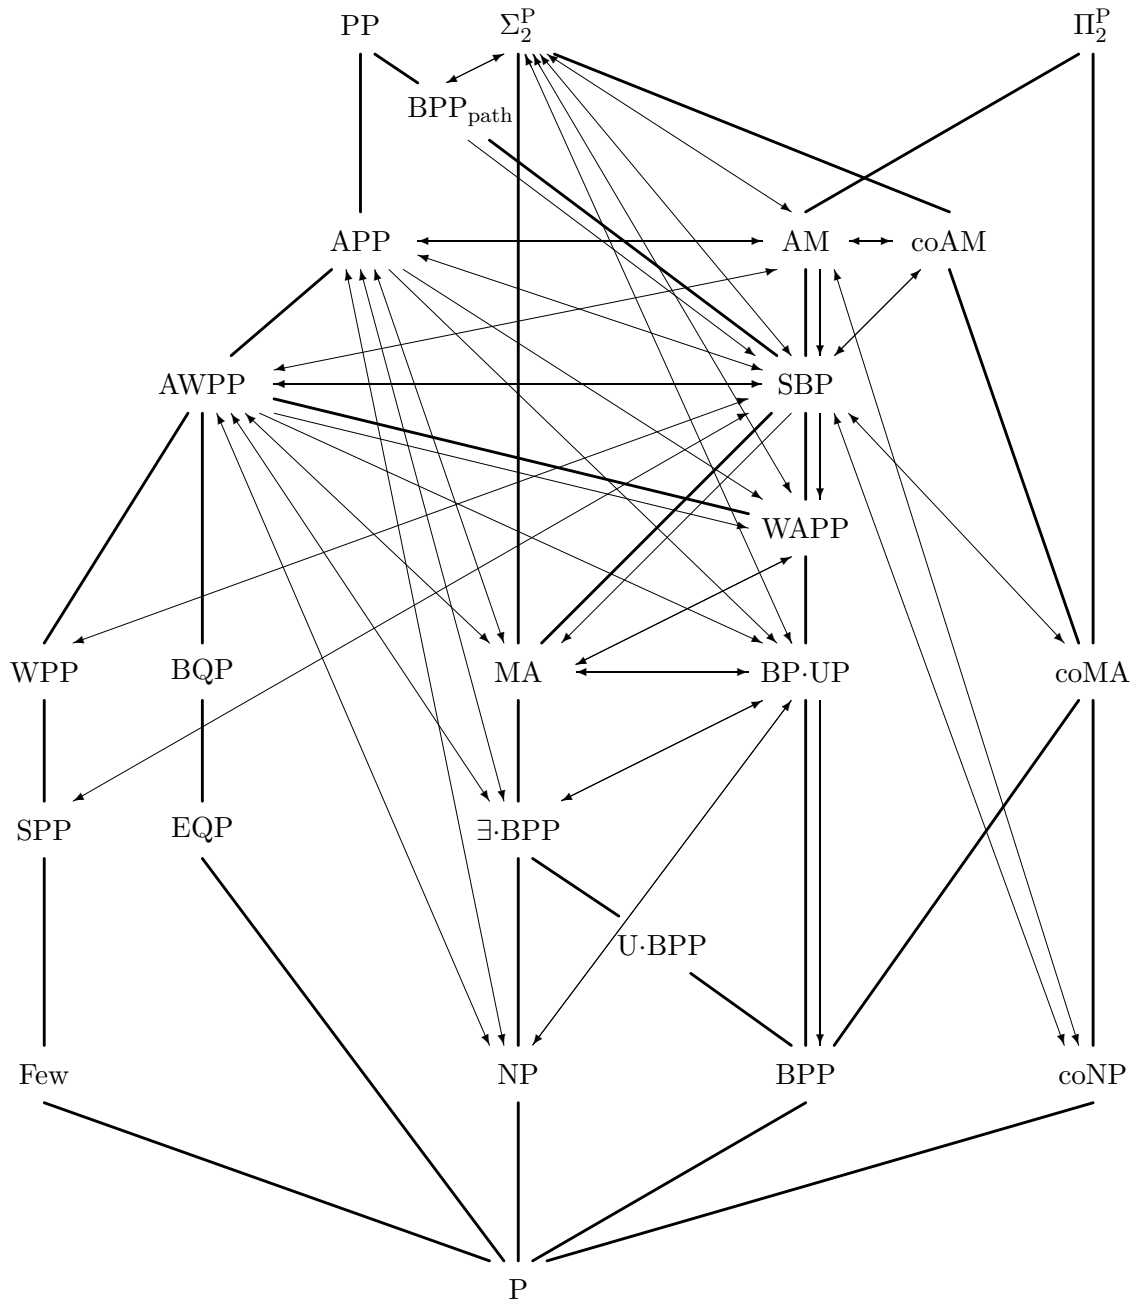 PP Σ₂ᴾ Π₂ᴾ
BPP_path
APP AM coAM
AWPP SBP
WAPP
WPP BQP MA BP·UP coMA
SPP EQP ∃·BPP
U·BPP
Few NP BPP coNP
P